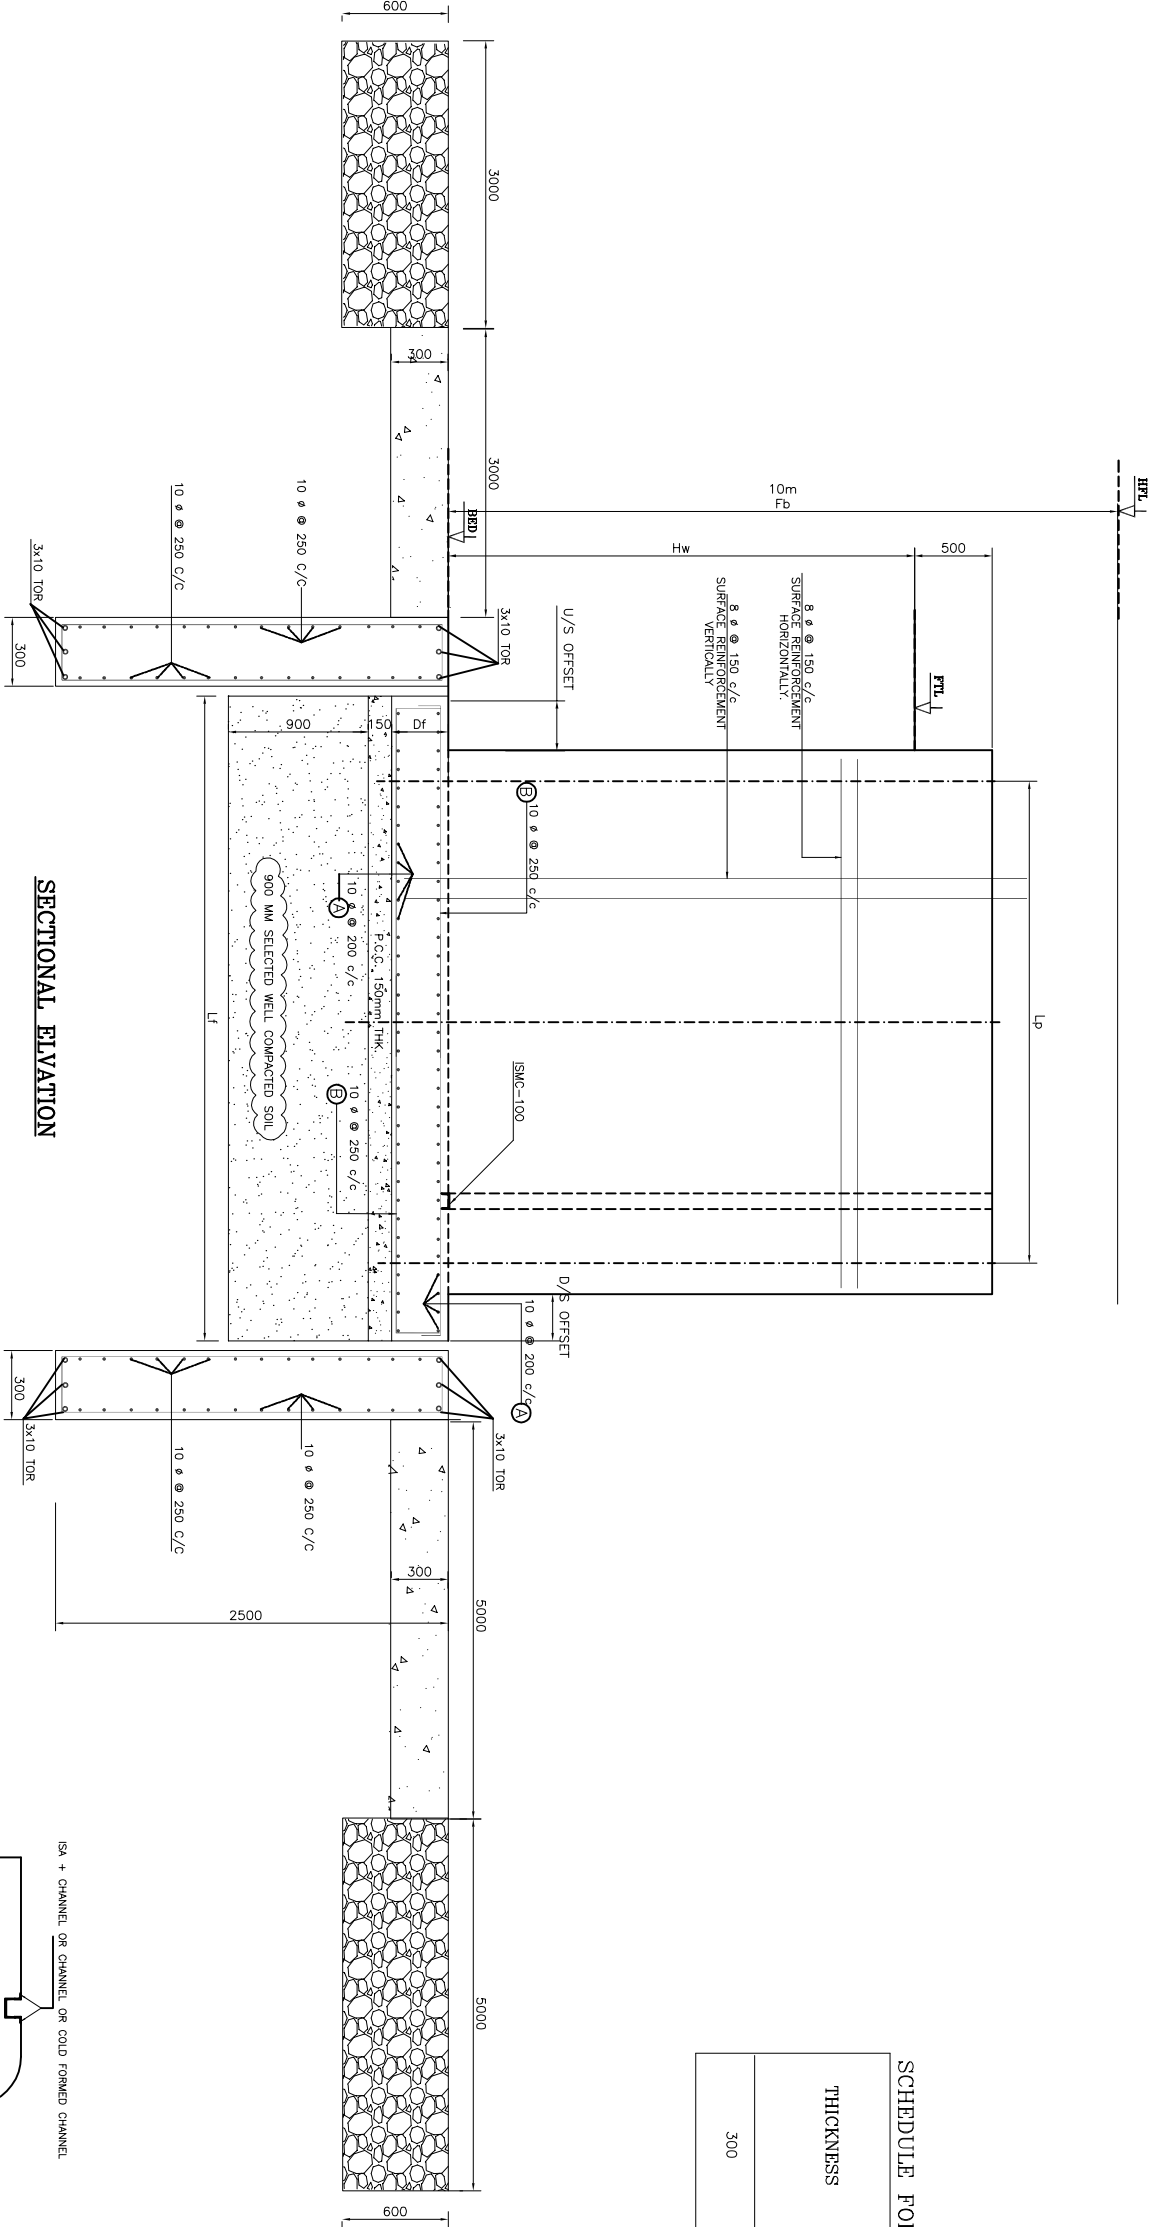 HFL
10m
Fb
BED
Hw
500
FTL
8 ø @ 150 c/c
SURFACE REINFORCEMENT
HORIZONTALLY.
8 ø @ 150 c/c
SURFACE REINFORCEMENT
VERTICALLY
Lp
ISMC-100
600
3000
3000
300
U/S OFFSET
D/S OFFSET
3x10 TOR
10 ø @ 250 C/C
10 ø @ 250 C/C
3x10 TOR
300
900
150
Df
B
10 ø @ 250 c/c
A
10 ø @ 200 c/c
P.C.C. 150mm THK
B
10 ø @ 250 c/c
10 ø @ 200 c/c
A
900 MM SELECTED WELL COMPACTED SOIL
Lf
3x10 TOR
10 ø @ 250 C/C
10 ø @ 250 C/C
3x10 TOR
300
300
2500
5000
5000
600
SECTIONAL ELVATION
ISA + CHANNEL OR CHANNEL OR COLD FORMED CHANNEL
SCHEDULE FO
THICKNESS
300